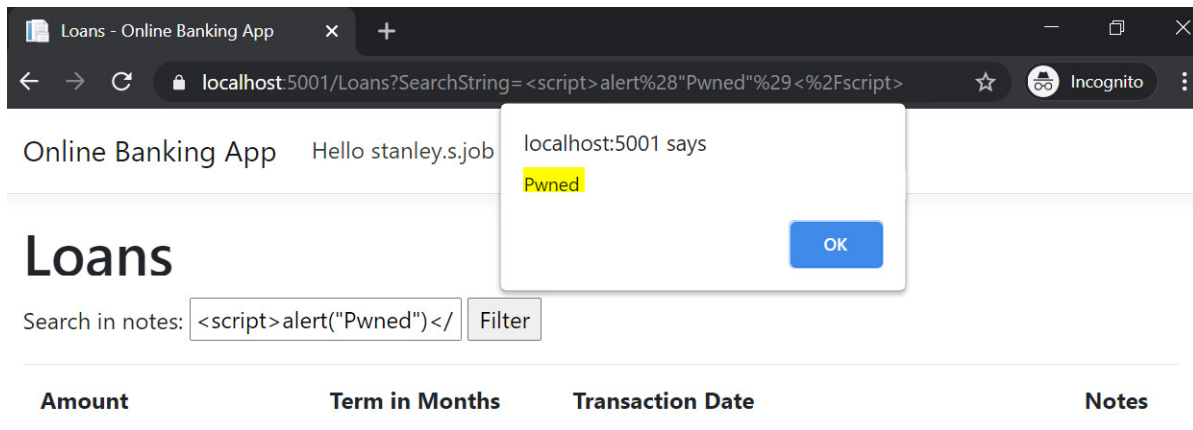 Loans - Online Banking App
localhost:5001/Loans?SearchString=<script>alert%28"Pwned"%29<%2Fscript>
Incognito
Online Banking App
Hello stanley.s.job
localhost:5001 says
Pwned
OK
Loans
Search in notes: <script>alert("Pwned")</ Filter
Amount Term in Months Transaction Date Notes